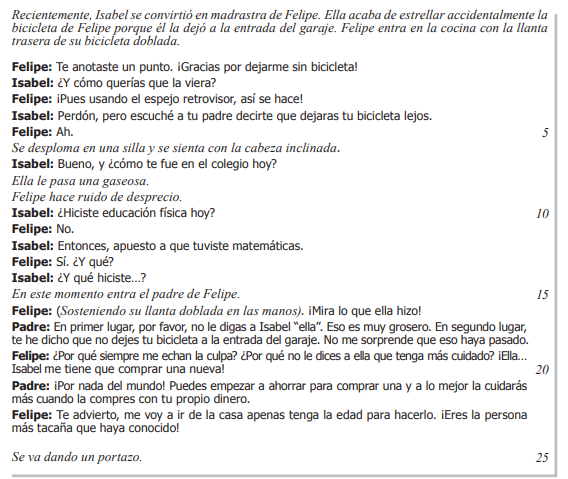 Recientemente, Isabel se convirtió en madrastra de Felipe. Ella acaba de estrellar accidentalmente la
bicicleta de Felipe porque él la dejó a la entrada del garaje. Felipe entra en la cocina con la llanta
trasera de su bicicleta doblada.
Felipe: Te anotaste un punto. ¡Gracias por dejarme sin bicicleta!
Isabel: ¿Y cómo querías que la viera?
Felipe: ¡Pues usando el espejo retrovisor, así se hace!
Isabel: Perdón, pero escuché a tu padre decirte que dejaras tu bicicleta lejos.
Felipe: Ah. 5
Se desploma en una silla y se sienta con la cabeza inclinada.
Isabel: Bueno, y ¿cómo te fue en el colegio hoy?
Ella le pasa una gaseosa.
Felipe hace ruido de desprecio.
Isabel: ¿Hiciste educación física hoy? 10
Felipe: No.
Isabel: Entonces, apuesto a que tuviste matemáticas.
Felipe: Sí. ¿Y qué?
Isabel: ¿Y qué hiciste…?
En este momento entra el padre de Felipe. 15
Felipe: (Sosteniendo su llanta doblada en las manos). ¡Mira lo que ella hizo!
Padre: En primer lugar, por favor, no le digas a Isabel “ella”. Eso es muy grosero. En segundo lugar,
te he dicho que no dejes tu bicicleta a la entrada del garaje. No me sorprende que eso haya pasado.
Felipe: ¿Por qué siempre me echan la culpa? ¿Por qué no le dices a ella que tenga más cuidado? ¡Ella…
Isabel me tiene que comprar una nueva! 20
Padre: ¡Por nada del mundo! Puedes empezar a ahorrar para comprar una y a lo mejor la cuidarás
más cuando la compres con tu propio dinero.
Felipe: Te advierto, me voy a ir de la casa apenas tenga la edad para hacerlo. ¡Eres la persona
más tacaña que haya conocido!
Se va dando un portazo. 25